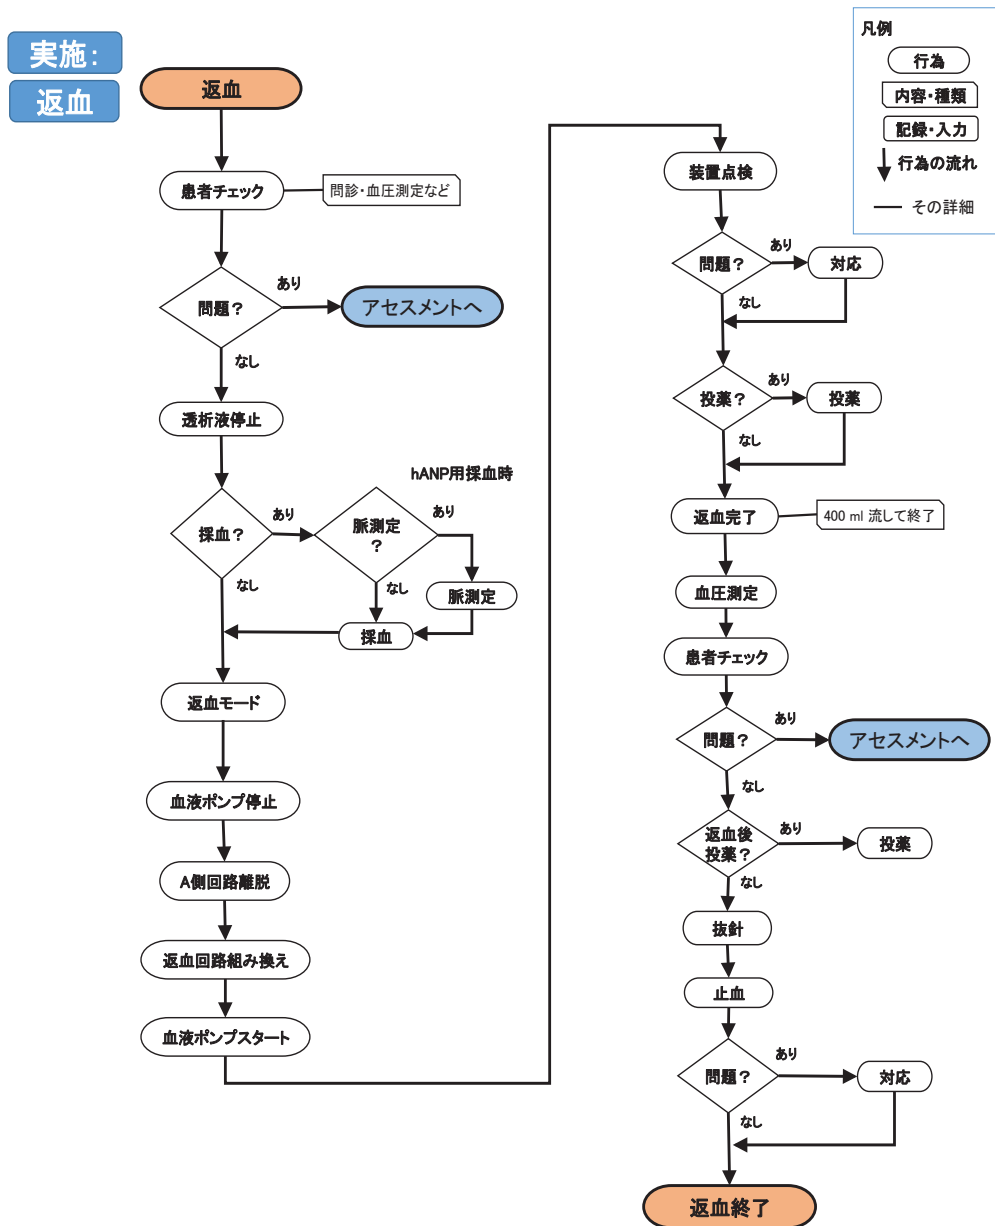 実施:
返血
返血
患者チェック
問診・血圧測定など
問題？
あり
アセスメントへ
なし
透析液停止
hANP用採血時
採血？
あり
脈測定
？
あり
なし
なし
脈測定
採血
返血モード
血液ポンプ停止
A側回路離脱
返血回路組み換え
血液ポンプスタート
装置点検
問題？
あり
対応
なし
投薬？
あり
投薬
なし
返血完了
400 ml 流して終了
血圧測定
患者チェック
問題？
あり
アセスメントへ
なし
返血後
投薬？
あり
投薬
なし
抜針
止血
問題？
あり
対応
なし
返血終了
凡例
行為
内容・種類
記録・入力
行為の流れ
その詳細